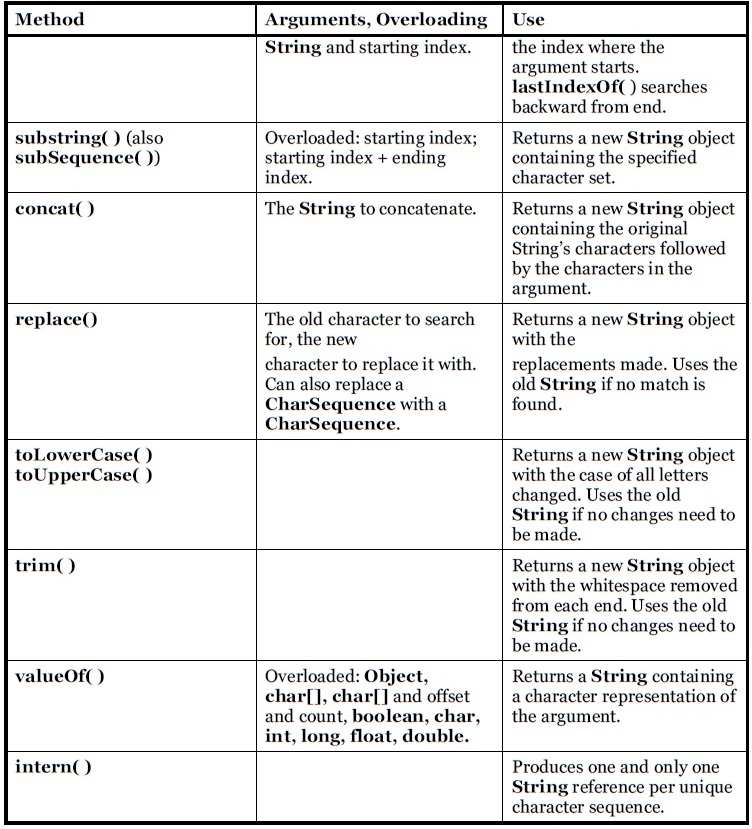 Method Arguments, Overloading Use
String and starting index.
the index where the
argument starts.
lastIndexOf( ) searches
backward from end.
substring( ) (also
subSequence( ))
Overloaded: starting index;
starting index + ending
index.
Returns a new String object
containing the specified
character set.
concat( )
The String to concatenate.
Returns a new String object
containing the original
String’s characters followed
by the characters in the
argument.
replace()
The old character to search
for, the new
character to replace it with.
Can also replace a
CharSequence with a
CharSequence.
Returns a new String object
with the
replacements made. Uses the
old String if no match is
found.
toLowerCase( )
toUpperCase( )
Returns a new String object
with the case of all letters
changed. Uses the old
String if no changes need to
be made.
trim( )
Returns a new String object
with the whitespace removed
from each end. Uses the old
String if no changes need to
be made.
valueOf( )
Overloaded: Object,
char[], char[] and offset
and count, boolean, char,
int, long, float, double.
Returns a String containing
a character representation of
the argument.
intern( )
Produces one and only one
String reference per unique
character sequence.